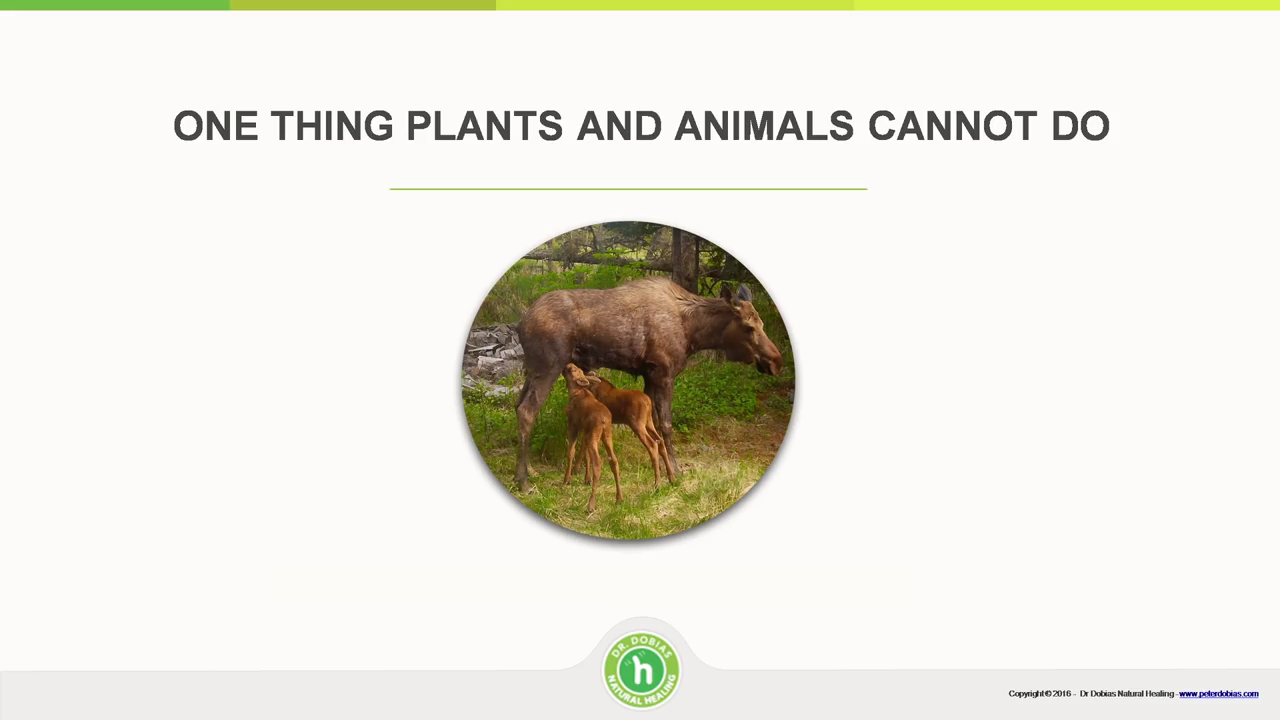 ONE THING PLANTS AND ANIMALS CANNOT DO
DR. DOBIAS
h
NATURAL HEALING
Copyright © 2016 - Dr Dobias Natural Healing - www.peterdobias.com